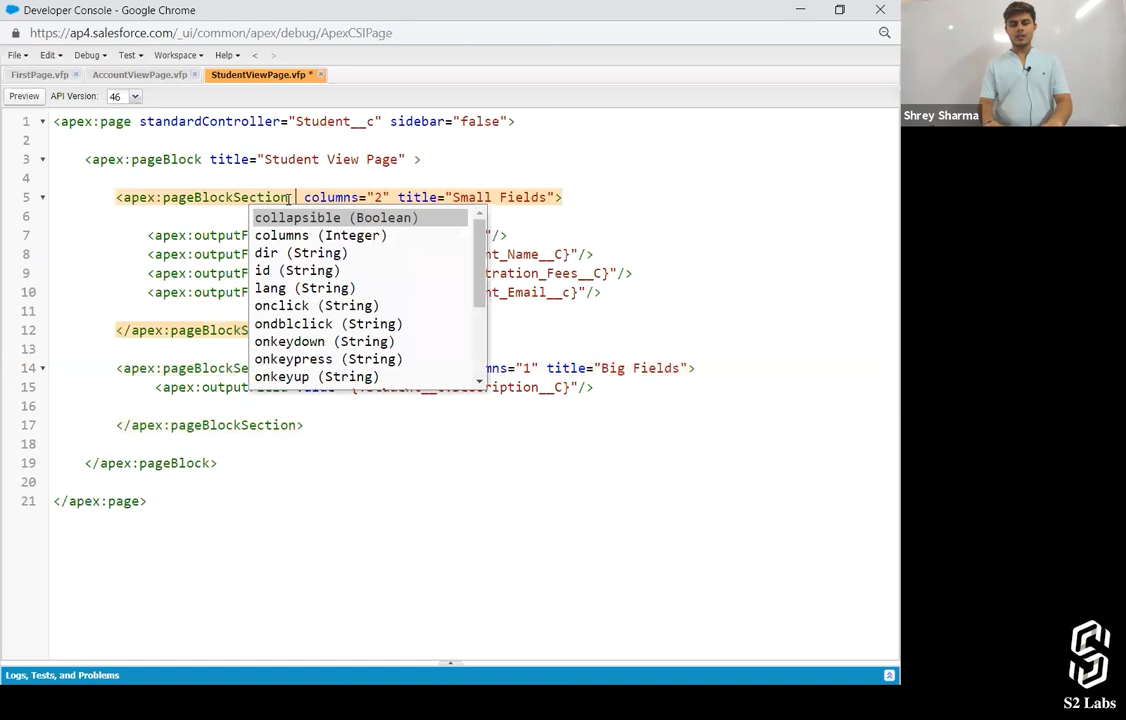 Developer Console - Google Chrome
https://ap4.salesforce.com/_ui/common/apex/debug/ApexCSIPage
File Edit Debug Test Workspace Help < >
FirstPage.vfp AccountViewPage.vfp StudentViewPage.vfp *
Preview API Version: 46
Shrey Sharma
1 <apex:page standardController="Student__c" sidebar="false">
2
3 <apex:pageBlock title="Student View Page" >
4
5 <apex:pageBlockSection columns="2" title="Small Fields">
6
collapsible (Boolean)
7 <apex:outputF "/>
columns (Integer)
8 <apex:outputF nt_Name__C}"/>
dir (String)
9 <apex:outputF tration_Fees__C}"/>
id (String)
10 <apex:outputF nt_Email__c}"/>
lang (String)
11
onclick (String)
12 </apex:pageBlockS
ondblclick (String)
13
onkeydown (String)
14 <apex:pageBlockSe mns="1" title="Big Fields">
onkeypress (String)
15 <apex:outp escription__C}"/>
onkeyup (String)
16
17 </apex:pageBlockSection>
18
19 </apex:pageBlock>
20
21 </apex:page>
Logs, Tests, and Problems
S2 Labs